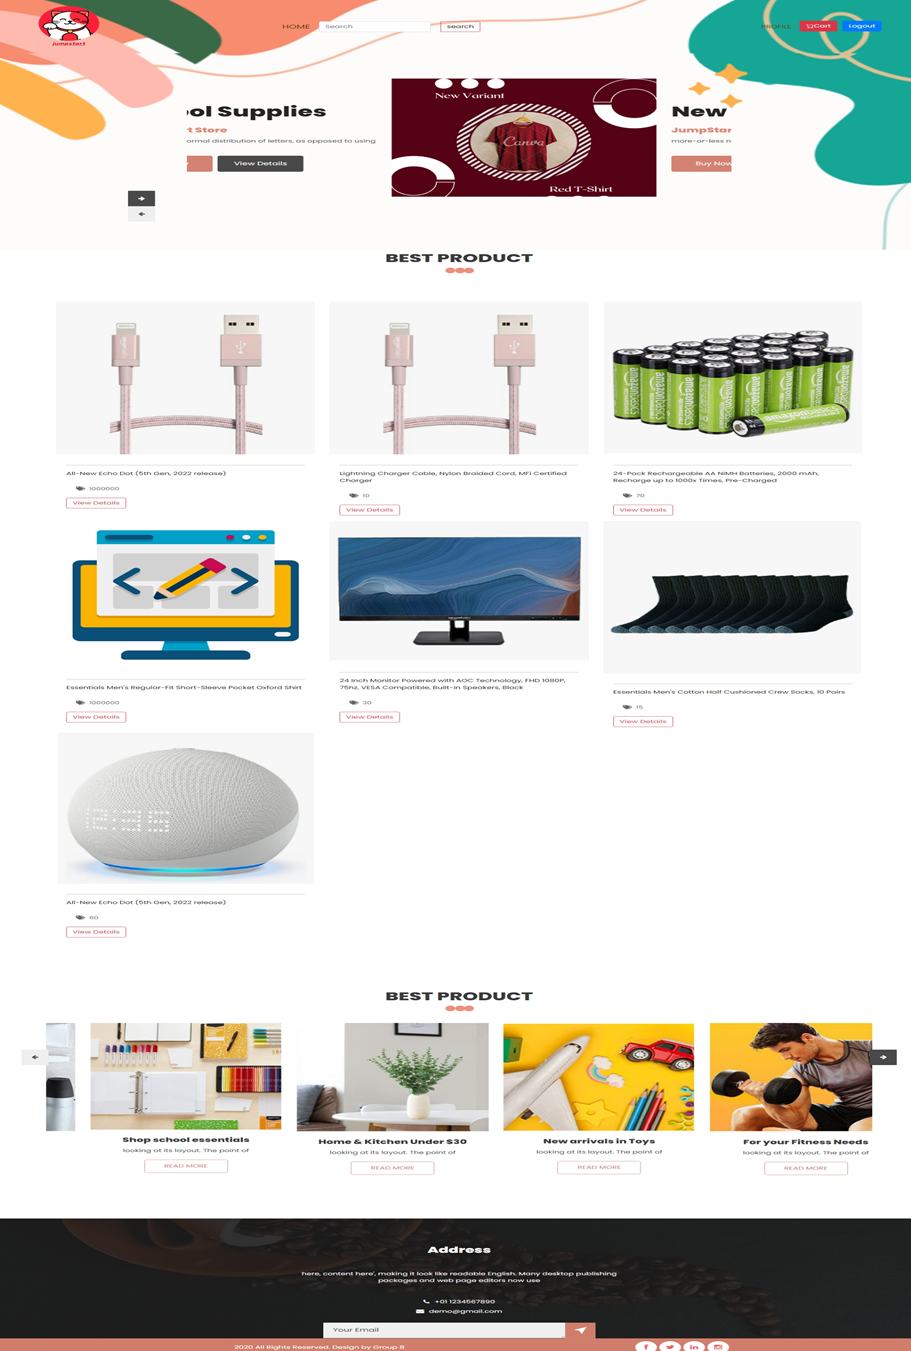 Jumpstart
HOME
Search
search
PROFILE
Cart
Logout
ool Supplies
t Store
ormal distribution of letters, as opposed to using
View Details
New Variant
Canva
Red T-Shirt
New
JumpStar
more-or-less n
Buy Now
BEST PRODUCT
All-New Echo Dot (5th Gen, 2022 release)
1000000
View Details
Lightning Charger Cable, Nylon Braided Cord, MFi Certified
Charger
10
View Details
24-Pack Rechargeable AA NiMH Batteries, 2000 mAh,
Recharge up to 1000x Times, Pre-Charged
70
View Details
Essentials Men's Regular-Fit Short-Sleeve Pocket Oxford Shirt
1000000
View Details
24 Inch Monitor Powered with AOC Technology, FHD 1080P,
75hz, VESA Compatible, Built-in Speakers, Black
30
View Details
Essentials Men's Cotton Half Cushioned Crew Socks, 10 Pairs
15
View Details
All-New Echo Dot (5th Gen, 2022 release)
60
View Details
BEST PRODUCT
Shop school essentials
looking at its layout. The point of
READ MORE
Home & Kitchen Under $30
looking at its layout. The point of
READ MORE
New arrivals in Toys
looking at its layout. The point of
READ MORE
For your Fitness Needs
looking at its layout. The point of
READ MORE
Address
here, content here', making it look like readable English. Many desktop publishing
packages and web page editors now use
+01 1234567890
demo@gmail.com
Your Email
2020 All Rights Reserved. Design by Group 8